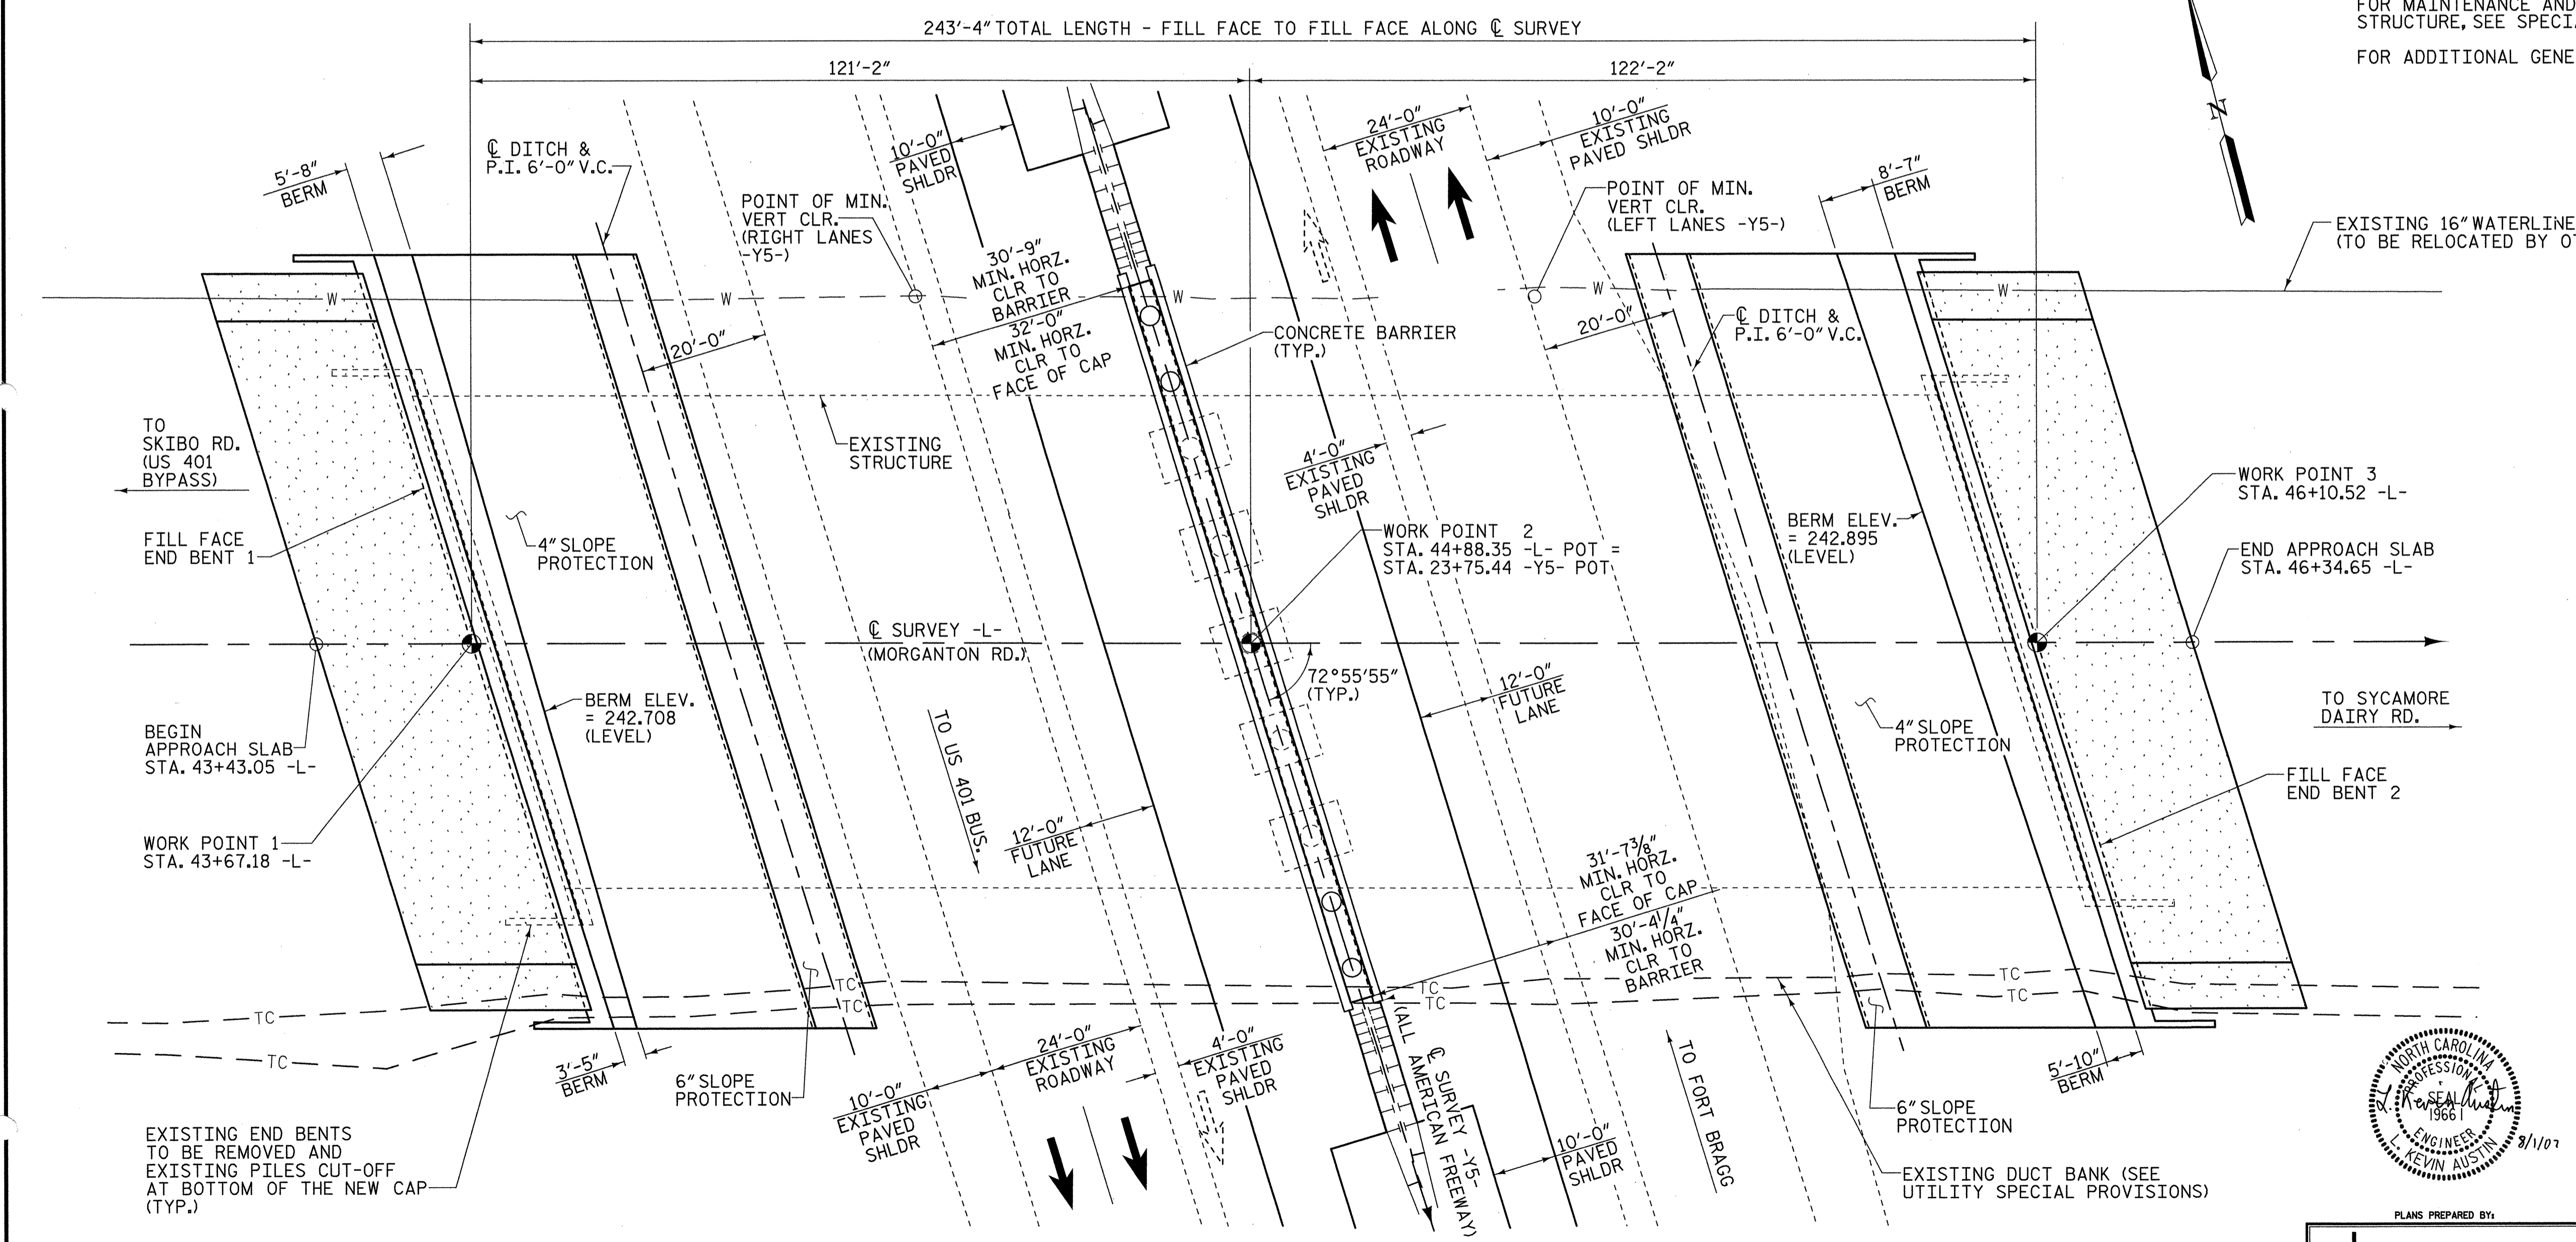 243'-4" TOTAL LENGTH - FILL FACE TO FILL FACE ALONG ℄ SURVEY
121'-2"
122'-2"
FOR MAINTENANCE AND
STRUCTURE, SEE SPECI
FOR ADDITIONAL GENE
N
5'-8"
BERM
℄ DITCH &
P.I. 6'-0" V.C.
10'-0"
PAVED
SHLDR
POINT OF MIN.
VERT CLR.
(RIGHT LANES
-Y5-)
24'-0"
EXISTING
ROADWAY
10'-0"
EXISTING
PAVED SHLDR
POINT OF MIN.
VERT CLR.
(LEFT LANES -Y5-)
8'-7"
BERM
EXISTING 16" WATERLINE
(TO BE RELOCATED BY OT
W
W
W
W
W
30'-9"
MIN. HORZ.
CLR TO
BARRIER
32'-0"
MIN. HORZ.
CLR TO
FACE OF CAP
20'-0"
20'-0"
CONCRETE BARRIER
(TYP.)
℄ DITCH &
P.I. 6'-0" V.C.
TO
SKIBO RD.
(US 401
BYPASS)
EXISTING
STRUCTURE
4'-0"
EXISTING
PAVED
SHLDR
WORK POINT 3
STA. 46+10.52 -L-
FILL FACE
END BENT 1
4" SLOPE
PROTECTION
WORK POINT 2
STA. 44+88.35 -L- POT =
STA. 23+75.44 -Y5- POT
BERM ELEV.
= 242.895
(LEVEL)
END APPROACH SLAB
STA. 46+34.65 -L-
℄ SURVEY -L-
(MORGANTON RD.)
72°55'55"
(TYP.)
12'-0"
FUTURE
LANE
BERM ELEV.
= 242.708
(LEVEL)
TO US 401 BUS.
BEGIN
APPROACH SLAB
STA. 43+43.05 -L-
4" SLOPE
PROTECTION
TO SYCAMORE
DAIRY RD.
FILL FACE
END BENT 2
WORK POINT 1
STA. 43+67.18 -L-
12'-0"
FUTURE
LANE
31'-7⅜"
MIN. HORZ.
CLR TO
FACE OF CAP
30'-4¼"
MIN. HORZ.
CLR TO
BARRIER
TC
TC
TC
TC
TC
TC
TC
TC
3'-5"
BERM
6" SLOPE
PROTECTION
10'-0"
EXISTING
PAVED
SHLDR
24'-0"
EXISTING
ROADWAY
4'-0"
EXISTING
PAVED
SHLDR
℄ SURVEY -Y5-
(ALL AMERICAN FREEWAY)
10'-0"
PAVED
SHLDR
TO FORT BRAGG
5'-10"
BERM
6" SLOPE
PROTECTION
EXISTING DUCT BANK (SEE
UTILITY SPECIAL PROVISIONS)
EXISTING END BENTS
TO BE REMOVED AND
EXISTING PILES CUT-OFF
AT BOTTOM OF THE NEW CAP
(TYP.)
NORTH CAROLINA
PROFESSION
SEAL
19661
ENGINEER
L. KEVIN AUSTIN
L. Kevin Austin
8/1/07
PLANS PREPARED BY: